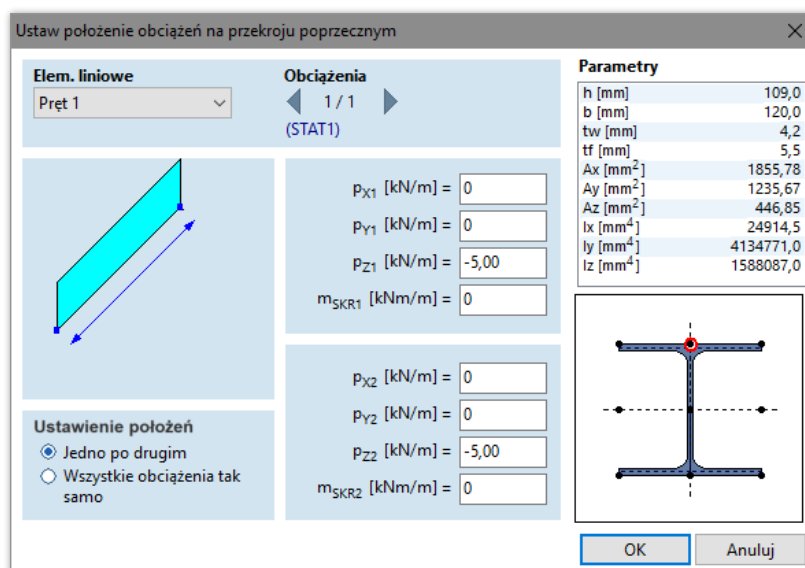 Ustaw położenie obciążeń na przekroju poprzecznym
Elem. liniowe
Pręt 1
Obciążenia
1 / 1
(STAT1)
pX1 [kN/m] = 0
pY1 [kN/m] = 0
pZ1 [kN/m] = -5,00
mSKR1 [kNm/m] = 0
pX2 [kN/m] = 0
pY2 [kN/m] = 0
pZ2 [kN/m] = -5,00
mSKR2 [kNm/m] = 0
Ustawienie położeń
Jedno po drugim
Wszystkie obciążenia tak
samo
Parametry
h [mm] 109,0
b [mm] 120,0
tw [mm] 4,2
tf [mm] 5,5
Ax [mm²] 1855,78
Ay [mm²] 1235,67
Az [mm²] 446,85
Ix [mm⁴] 24914,5
Iy [mm⁴] 4134771,0
Iz [mm⁴] 1588087,0
OK
Anuluj